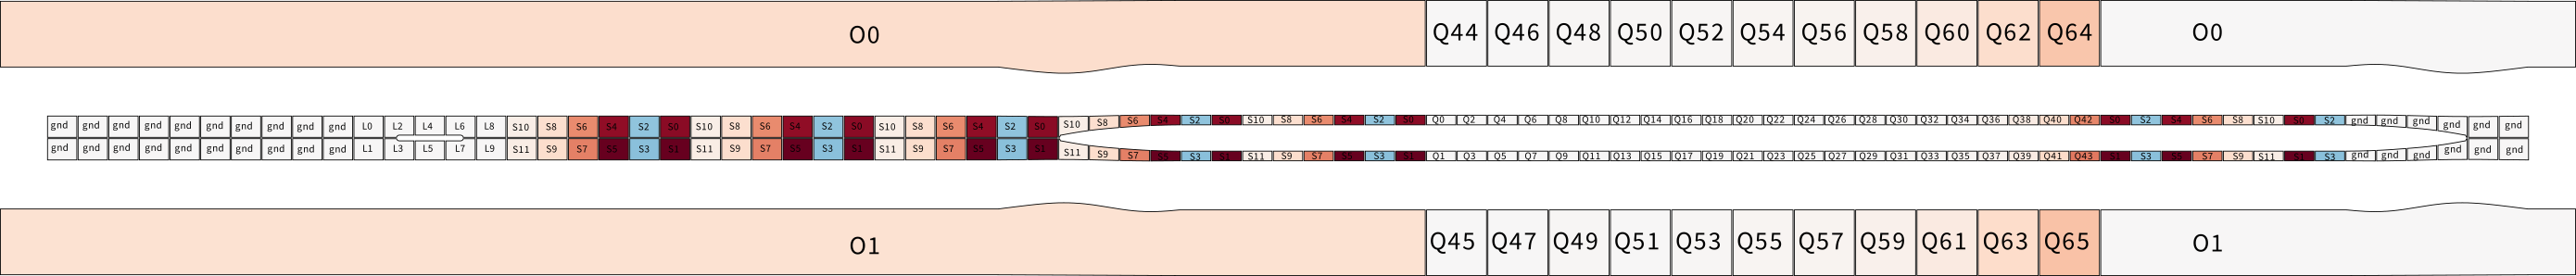 O0 Q44 Q46 Q48 Q50 Q52 Q54 Q56 Q58 Q60 Q62 Q64 O0
gnd gnd gnd gnd gnd gnd gnd gnd gnd gnd L0 L2 L4 L6 L8 S10 S8 S6 S4 S2 S0 S10 S8 S6 S4 S2 S0 S10 S8 S6 S4 S2 S0 S10 S8 S6 S4 S2 S0 S10 S8 S6 S4 S2 S0 Q0 Q2 Q4 Q6 Q8 Q10 Q12 Q14 Q16 Q18 Q20 Q22 Q24 Q26 Q28 Q30 Q32 Q34 Q36 Q38 Q40 Q42 S0 S2 S4 S6 S8 S10 S0 S2 gnd gnd gnd gnd gnd gnd
gnd gnd gnd gnd gnd gnd gnd gnd gnd gnd L1 L3 L5 L7 L9 S11 S9 S7 S5 S3 S1 S11 S9 S7 S5 S3 S1 S11 S9 S7 S5 S3 S1 S11 S9 S7 S5 S3 S1 S11 S9 S7 S5 S3 S1 Q1 Q3 Q5 Q7 Q9 Q11 Q13 Q15 Q17 Q19 Q21 Q23 Q25 Q27 Q29 Q31 Q33 Q35 Q37 Q39 Q41 Q43 S1 S3 S5 S7 S9 S11 S1 S3 gnd gnd gnd gnd gnd gnd
O1 Q45 Q47 Q49 Q51 Q53 Q55 Q57 Q59 Q61 Q63 Q65 O1